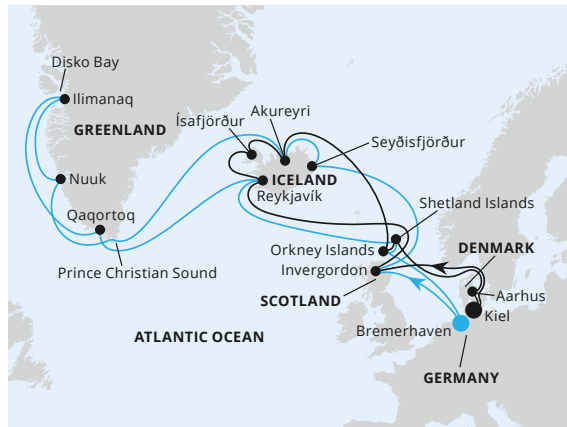 Disko Bay
Ilimanaq
GREENLAND
Ísafjörður
Akureyri
Seyðisfjörður
Nuuk
ICELAND
Reykjavík
Qaqortoq
Shetland Islands
Orkney Islands
DENMARK
Prince Christian Sound
Invergordon
SCOTLAND
Aarhus
Kiel
ATLANTIC OCEAN
Bremerhaven
GERMANY